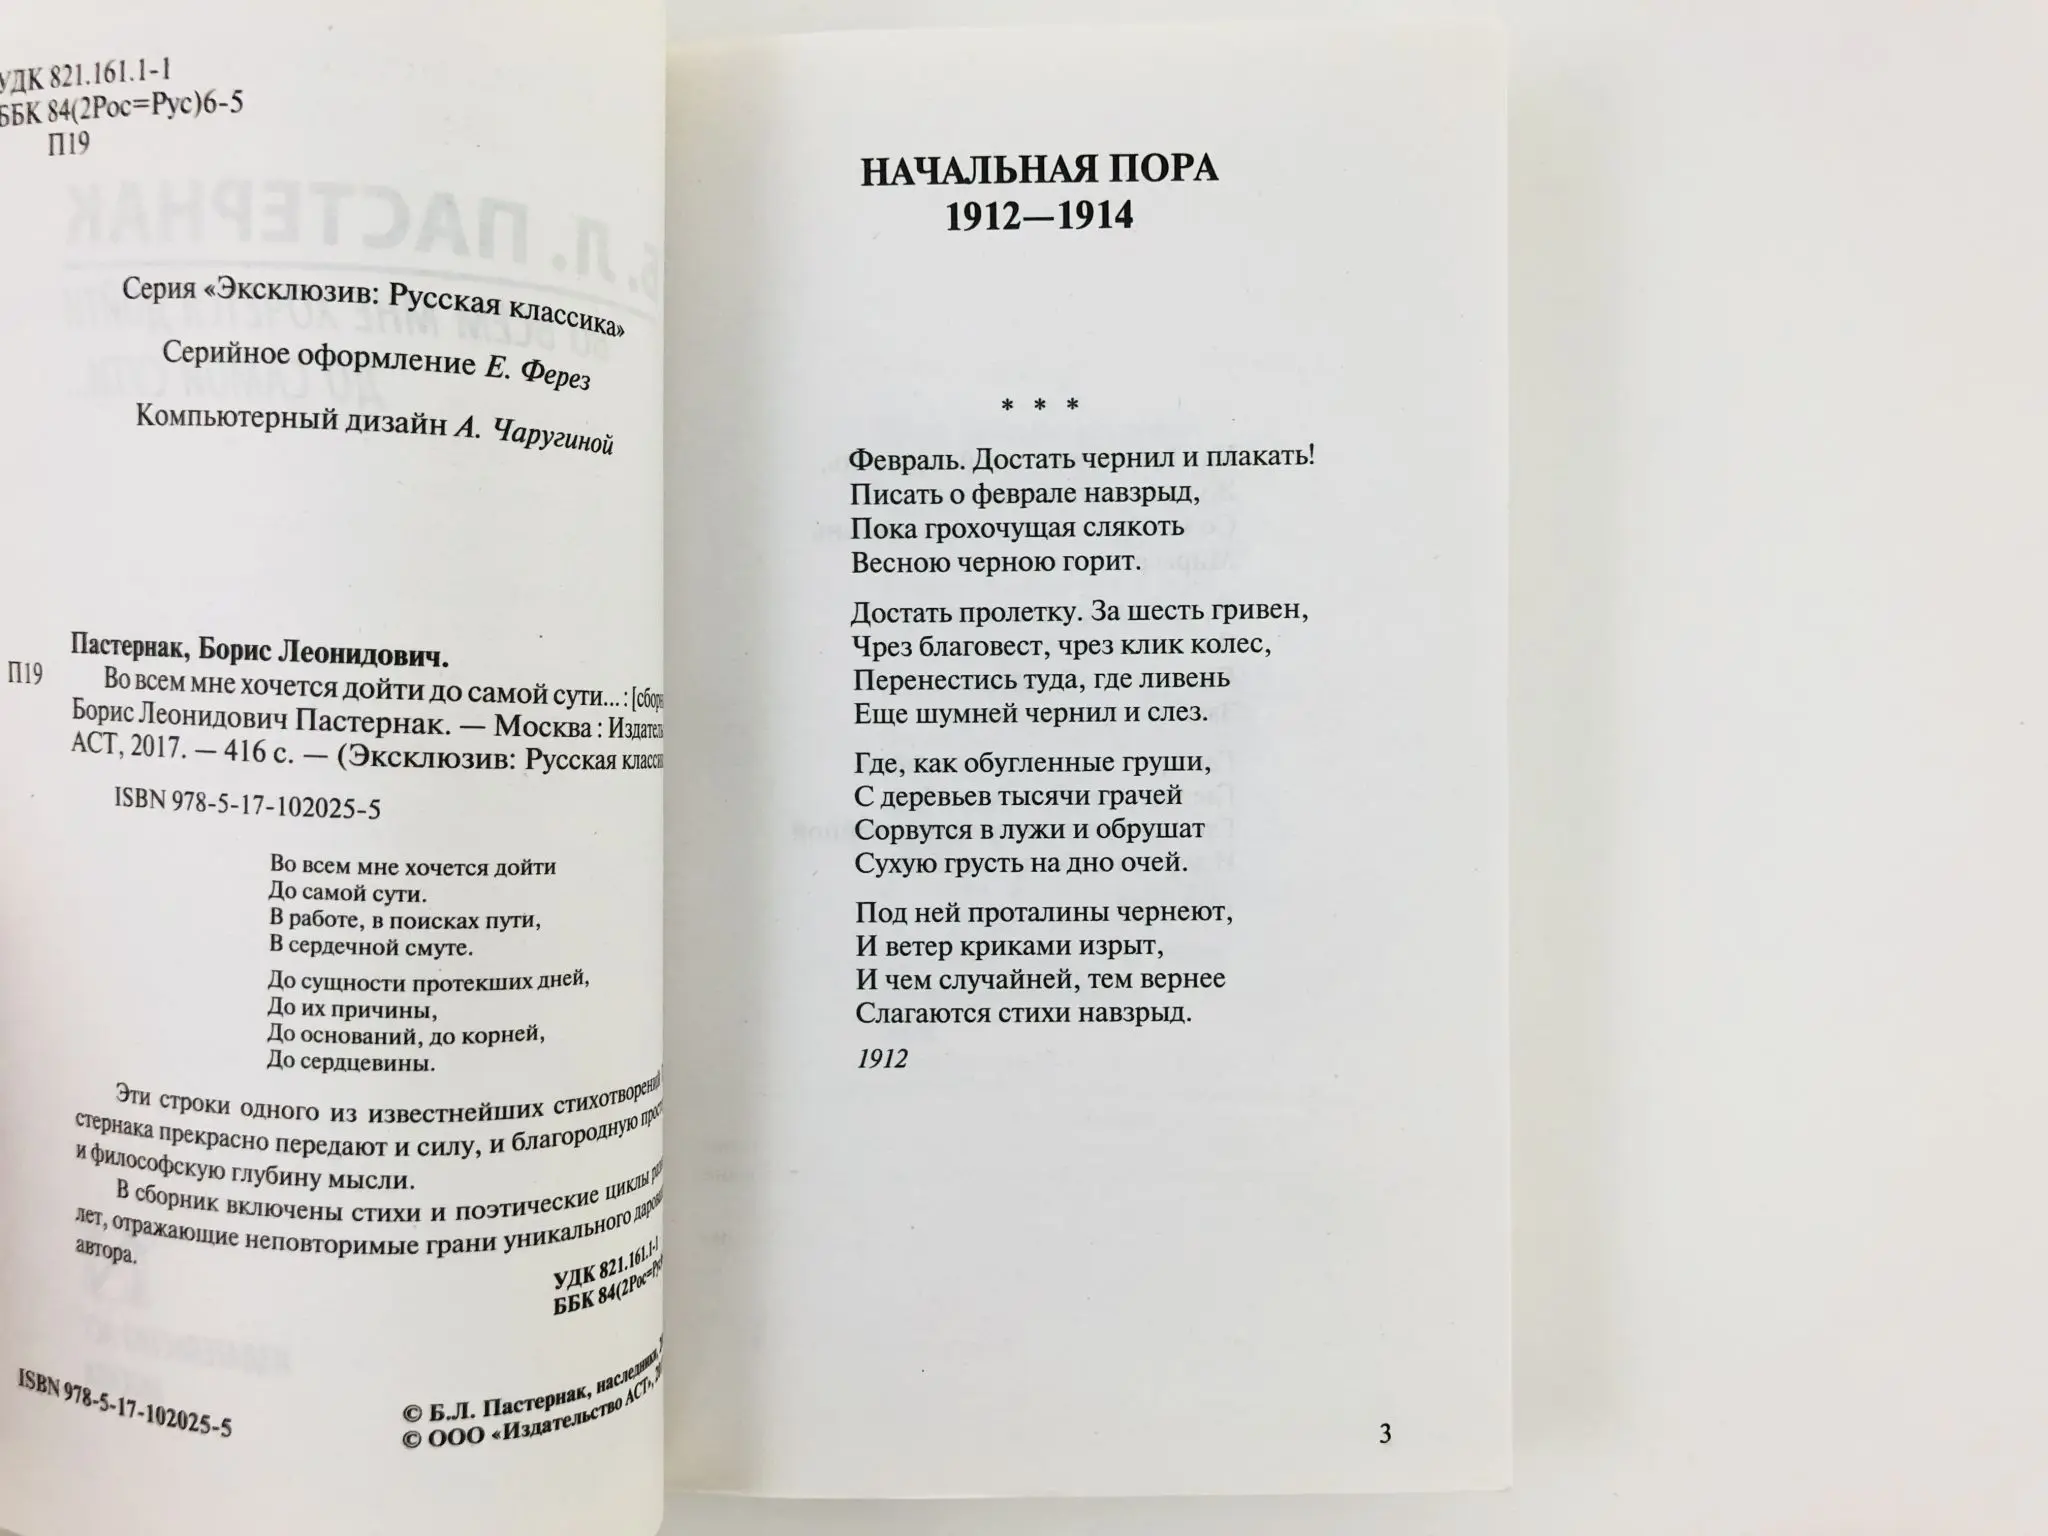 УДК 821.161.1-1
ББК 84(2Рос=Рус)6-5
П19
Серия «Эксклюзив: Русская классика»
Серийное оформление Е. Ферез
Компьютерный дизайн А. Чаругиной
Пастернак, Борис Леонидович.
П19
Во всем мне хочется дойти до самой сути... :
Борис Леонидович Пастернак. — Москва :
АСТ, 2017. — 416 с. — (Эксклюзив: Русская
ISBN 978-5-17-102025-5
Во всем мне хочется дойти
До самой сути.
В работе, в поисках пути,
В сердечной смуте.
До сущности протекших дней,
До их причины,
До оснований, до корней,
До сердцевины.
Эти строки одного из известнейших стихотворений
стернака прекрасно передают и силу, и благородную
и философскую глубину мысли.
В сборник включены стихи и поэтические циклы
лет, отражающие неповторимые грани уникального
автора.
УДК 821.161.1-1
ББК 84(2Рос=Рус
ISBN 978-5-17-102025-5
© Б.Л. Пастернак, наследники,
© ООО «Издательство АСТ»,
НАЧАЛЬНАЯ ПОРА
1912—1914
* * *
Февраль. Достать чернил и плакать!
Писать о феврале навзрыд,
Пока грохочущая слякоть
Весною черною горит.
Достать пролетку. За шесть гривен,
Чрез благовест, чрез клик колес,
Перенестись туда, где ливень
Еще шумней чернил и слез.
Где, как обугленные груши,
С деревьев тысячи грачей
Сорвутся в лужи и обрушат
Сухую грусть на дно очей.
Под ней проталины чернеют,
И ветер криками изрыт,
И чем случайней, тем вернее
Слагаются стихи навзрыд.
1912
3